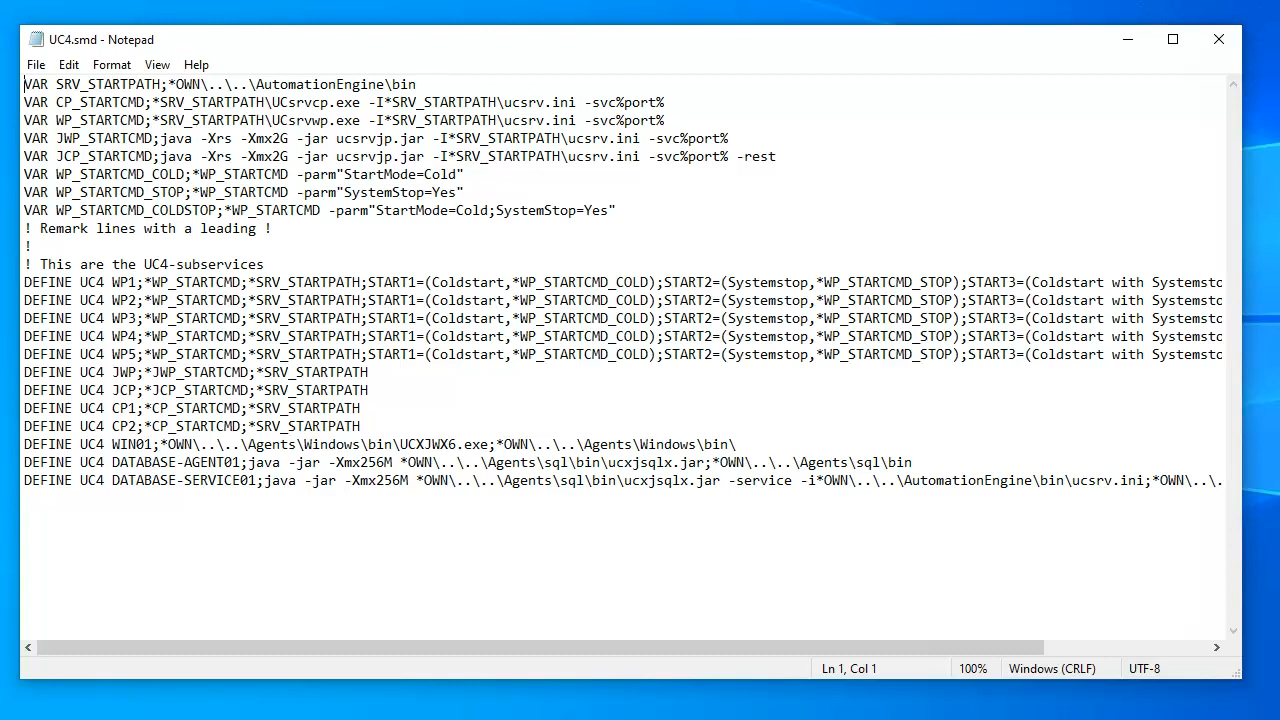 UC4.smd - Notepad
File Edit Format View Help
VAR SRV_STARTPATH;*OWN\..\..\AutomationEngine\bin
VAR CP_STARTCMD;*SRV_STARTPATH\UCsrvcp.exe -I*SRV_STARTPATH\ucsrv.ini -svc%port%
VAR WP_STARTCMD;*SRV_STARTPATH\UCsrvwp.exe -I*SRV_STARTPATH\ucsrv.ini -svc%port%
VAR JWP_STARTCMD;java -Xrs -Xmx2G -jar ucsrvjp.jar -I*SRV_STARTPATH\ucsrv.ini -svc%port%
VAR JCP_STARTCMD;java -Xrs -Xmx2G -jar ucsrvjp.jar -I*SRV_STARTPATH\ucsrv.ini -svc%port% -rest
VAR WP_STARTCMD_COLD;*WP_STARTCMD -parm"StartMode=Cold"
VAR WP_STARTCMD_STOP;*WP_STARTCMD -parm"SystemStop=Yes"
VAR WP_STARTCMD_COLDSTOP;*WP_STARTCMD -parm"StartMode=Cold;SystemStop=Yes"
! Remark lines with a leading !
!
! This are the UC4-subservices
DEFINE UC4 WP1;*WP_STARTCMD;*SRV_STARTPATH;START1=(Coldstart,*WP_STARTCMD_COLD);START2=(Systemstop,*WP_STARTCMD_STOP);START3=(Coldstart with Systemstc
DEFINE UC4 WP2;*WP_STARTCMD;*SRV_STARTPATH;START1=(Coldstart,*WP_STARTCMD_COLD);START2=(Systemstop,*WP_STARTCMD_STOP);START3=(Coldstart with Systemstc
DEFINE UC4 WP3;*WP_STARTCMD;*SRV_STARTPATH;START1=(Coldstart,*WP_STARTCMD_COLD);START2=(Systemstop,*WP_STARTCMD_STOP);START3=(Coldstart with Systemstc
DEFINE UC4 WP4;*WP_STARTCMD;*SRV_STARTPATH;START1=(Coldstart,*WP_STARTCMD_COLD);START2=(Systemstop,*WP_STARTCMD_STOP);START3=(Coldstart with Systemstc
DEFINE UC4 WP5;*WP_STARTCMD;*SRV_STARTPATH;START1=(Coldstart,*WP_STARTCMD_COLD);START2=(Systemstop,*WP_STARTCMD_STOP);START3=(Coldstart with Systemstc
DEFINE UC4 JWP;*JWP_STARTCMD;*SRV_STARTPATH
DEFINE UC4 JCP;*JCP_STARTCMD;*SRV_STARTPATH
DEFINE UC4 CP1;*CP_STARTCMD;*SRV_STARTPATH
DEFINE UC4 CP2;*CP_STARTCMD;*SRV_STARTPATH
DEFINE UC4 WIN01;*OWN\..\..\Agents\Windows\bin\UCXJWX6.exe;*OWN\..\..\Agents\Windows\bin\
DEFINE UC4 DATABASE-AGENT01;java -jar -Xmx256M *OWN\..\..\Agents\sql\bin\ucxjsqlx.jar;*OWN\..\..\Agents\sql\bin
DEFINE UC4 DATABASE-SERVICE01;java -jar -Xmx256M *OWN\..\..\Agents\sql\bin\ucxjsqlx.jar -service -i*OWN\..\..\AutomationEngine\bin\ucsrv.ini;*OWN\..\.
Ln 1, Col 1 100% Windows (CRLF) UTF-8